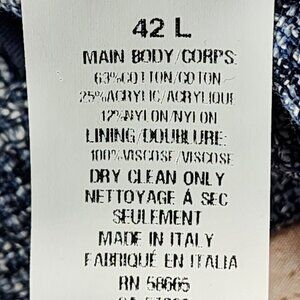 42 L
MAIN BODY/CORPS:
63%COTTON/COTON
25%ACRYLIC/ACRYLIQUE
12%NYLON/NYLON
LINING/DOUBLURE:
100%VISCOSE/VISCOSE
DRY CLEAN ONLY
NETTOYAGE À SEC
SEULEMENT
MADE IN ITALY
FABRIQUÉ EN ITALIA
RN 58665